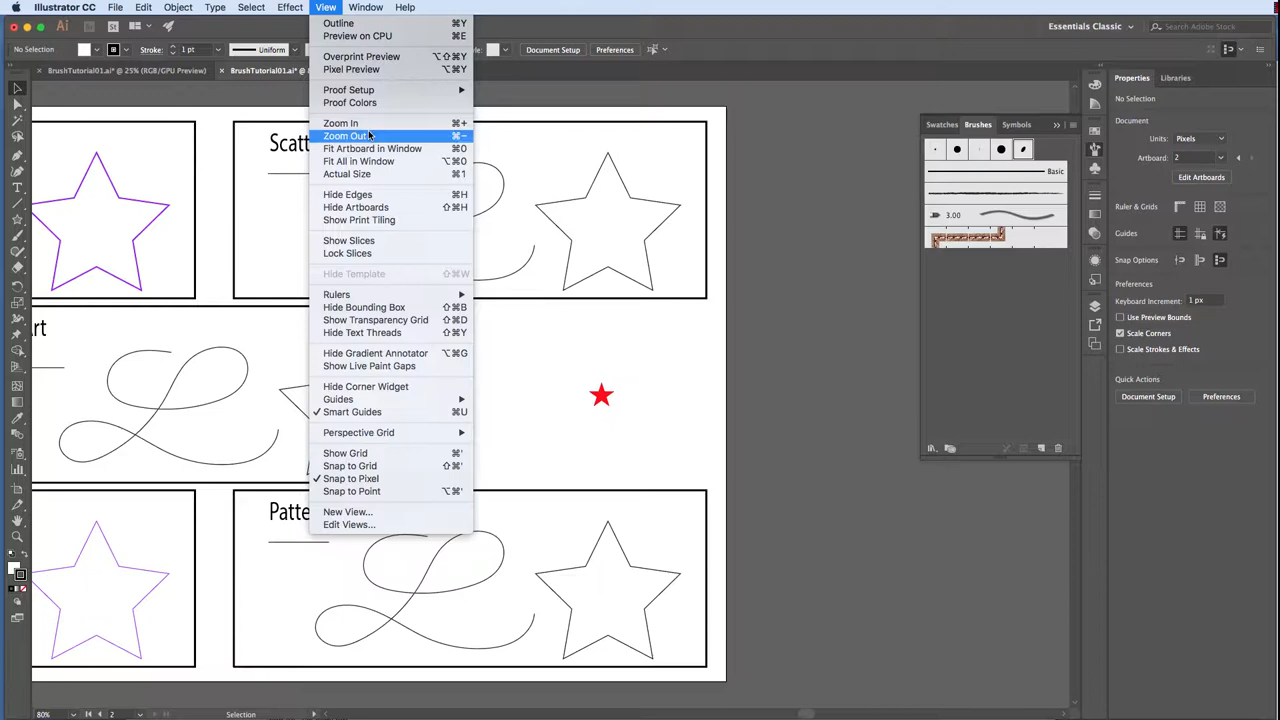 Illustrator CC File Edit Object Type Select Effect View Window Help
Ai Br St Essentials Classic Search Adobe Stock
No Selection Stroke: 1 pt Uniform Style: Document Setup Preferences
BrushTutorial01.ai* @ 25% (RGB/GPU Preview) BrushTutorial01.ai* @ 8
Outline ⌘Y
Preview on CPU ⌘E
Overprint Preview ⌥⇧⌘Y
Pixel Preview ⌥⌘Y
Proof Setup
Proof Colors
Zoom In ⌘+
Zoom Out ⌘−
Fit Artboard in Window ⌘0
Fit All in Window ⌥⌘0
Actual Size ⌘1
Hide Edges ⌘H
Hide Artboards ⇧⌘H
Show Print Tiling
Show Slices
Lock Slices
Hide Template ⇧⌘W
Rulers
Hide Bounding Box ⇧⌘B
Show Transparency Grid ⇧⌘D
Hide Text Threads ⇧⌘Y
Hide Gradient Annotator ⌥⌘G
Show Live Paint Gaps
Hide Corner Widget
Guides
✓ Smart Guides ⌘U
Perspective Grid
Show Grid ⌘'
Snap to Grid ⇧⌘'
✓ Snap to Pixel
Snap to Point ⌥⌘'
New View...
Edit Views...
Scatt
art
Patte
Swatches Brushes Symbols
Basic
3.00
Properties Libraries
No Selection
Document
Units: Pixels
Artboard: 2
Edit Artboards
Ruler & Grids
Guides
Snap Options
Preferences
Keyboard Increment: 1 px
Use Preview Bounds
Scale Corners
Scale Strokes & Effects
Quick Actions
Document Setup Preferences
80% 2 Selection